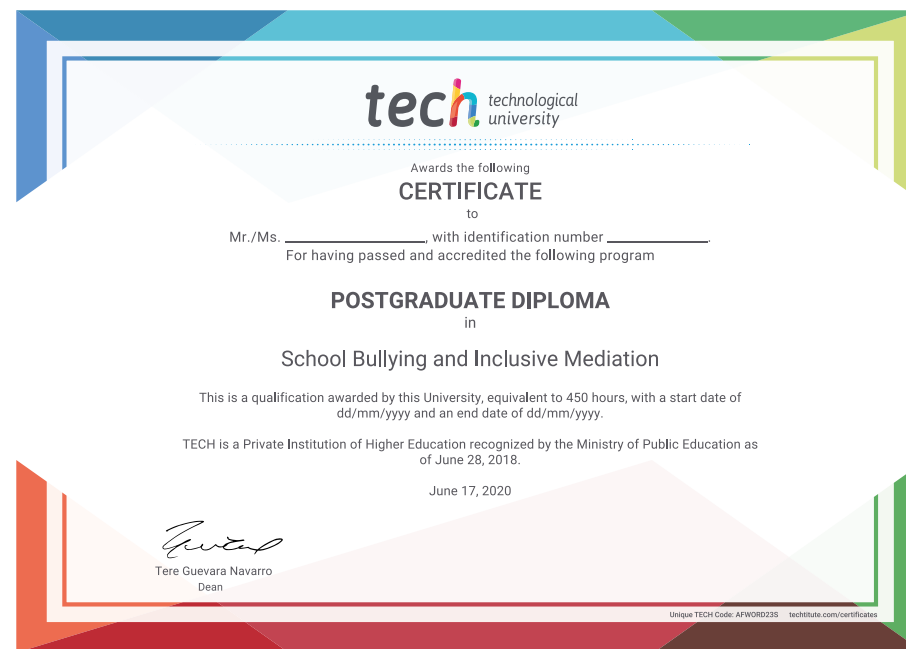 tech technological
university
Awards the following
CERTIFICATE
to
Mr./Ms. ____________________, with identification number ______________.
For having passed and accredited the following program
POSTGRADUATE DIPLOMA
in
School Bullying and Inclusive Mediation
This is a qualification awarded by this University, equivalent to 450 hours, with a start date of
dd/mm/yyyy and an end date of dd/mm/yyyy.
TECH is a Private Institution of Higher Education recognized by the Ministry of Public Education as
of June 28, 2018.
June 17, 2020
Tere Guevara Navarro
Dean
Unique TECH Code: AFWORD23S techtitute.com/certificates